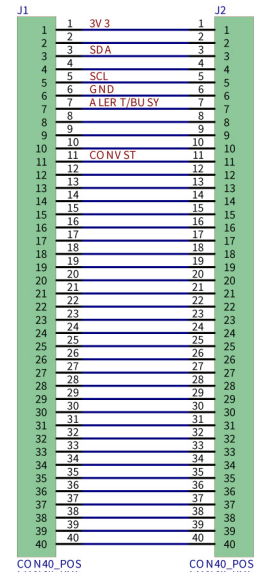 J1 J2
1 1 3V3 1 1
2 2 2 2
3 3 SDA 3 3
4 4 4 4
5 5 SCL 5 5
6 6 GND 6 6
7 7 ALERT/BUSY 7 7
8 8 8 8
9 9 9 9
10 10 10 10
11 11 CONVST 11 11
12 12 12 12
13 13 13 13
14 14 14 14
15 15 15 15
16 16 16 16
17 17 17 17
18 18 18 18
19 19 19 19
20 20 20 20
21 21 21 21
22 22 22 22
23 23 23 23
24 24 24 24
25 25 25 25
26 26 26 26
27 27 27 27
28 28 28 28
29 29 29 29
30 30 30 30
31 31 31 31
32 32 32 32
33 33 33 33
34 34 34 34
35 35 35 35
36 36 36 36
37 37 37 37
38 38 38 38
39 39 39 39
40 40 40 40
CON40_POS CON40_POS